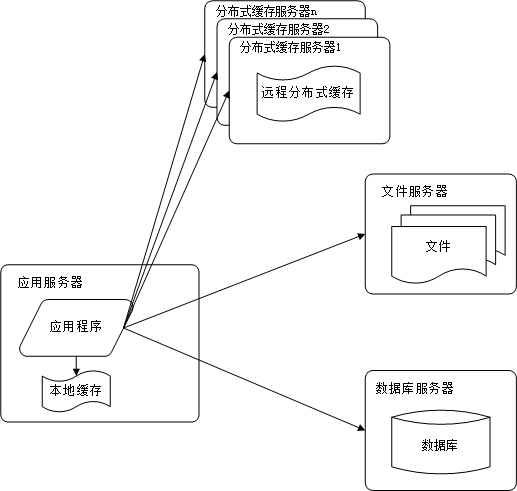 分布式缓存服务器n
分布式缓存服务器2
分布式缓存服务器1
远程分布式缓存
文件服务器
文件
应用服务器
应用程序
本地缓存
数据库服务器
数据库